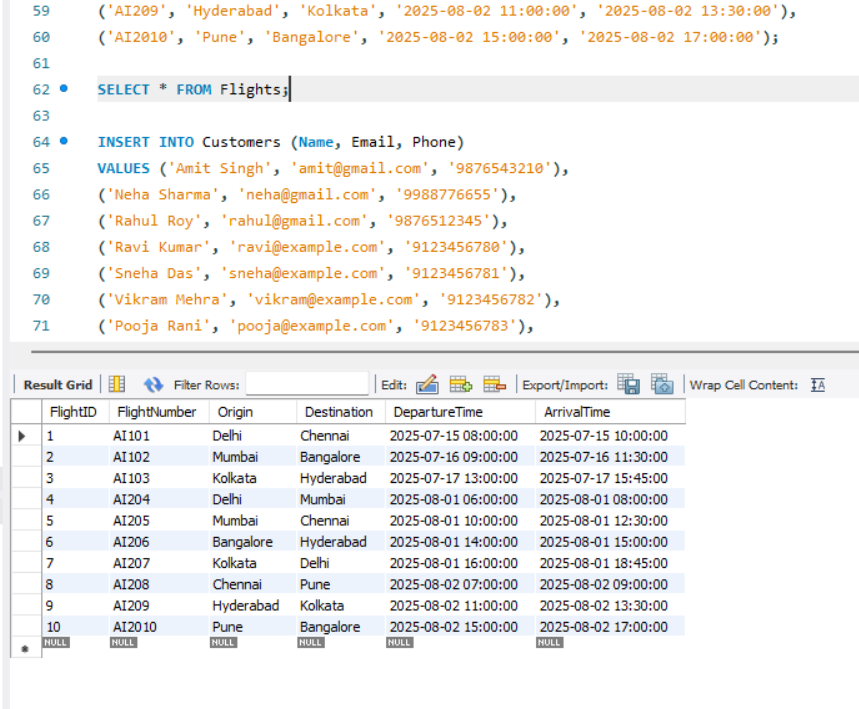 59 ('AI209', 'Hyderabad', 'Kolkata', '2025-08-02 11:00:00', '2025-08-02 13:30:00'),
60 ('AI2010', 'Pune', 'Bangalore', '2025-08-02 15:00:00', '2025-08-02 17:00:00');
61
62 SELECT * FROM Flights;
63
64 INSERT INTO Customers (Name, Email, Phone)
65 VALUES ('Amit Singh', 'amit@gmail.com', '9876543210'),
66 ('Neha Sharma', 'neha@gmail.com', '9988776655'),
67 ('Rahul Roy', 'rahul@gmail.com', '9876512345'),
68 ('Ravi Kumar', 'ravi@example.com', '9123456780'),
69 ('Sneha Das', 'sneha@example.com', '9123456781'),
70 ('Vikram Mehra', 'vikram@example.com', '9123456782'),
71 ('Pooja Rani', 'pooja@example.com', '9123456783'),
Result Grid Filter Rows: Edit: Export/Import: Wrap Cell Content: IA
FlightID FlightNumber Origin Destination DepartureTime ArrivalTime
1 AI101 Delhi Chennai 2025-07-15 08:00:00 2025-07-15 10:00:00
2 AI102 Mumbai Bangalore 2025-07-16 09:00:00 2025-07-16 11:30:00
3 AI103 Kolkata Hyderabad 2025-07-17 13:00:00 2025-07-17 15:45:00
4 AI204 Delhi Mumbai 2025-08-01 06:00:00 2025-08-01 08:00:00
5 AI205 Mumbai Chennai 2025-08-01 10:00:00 2025-08-01 12:30:00
6 AI206 Bangalore Hyderabad 2025-08-01 14:00:00 2025-08-01 15:00:00
7 AI207 Kolkata Delhi 2025-08-01 16:00:00 2025-08-01 18:45:00
8 AI208 Chennai Pune 2025-08-02 07:00:00 2025-08-02 09:00:00
9 AI209 Hyderabad Kolkata 2025-08-02 11:00:00 2025-08-02 13:30:00
10 AI2010 Pune Bangalore 2025-08-02 15:00:00 2025-08-02 17:00:00
NULL NULL NULL NULL NULL NULL